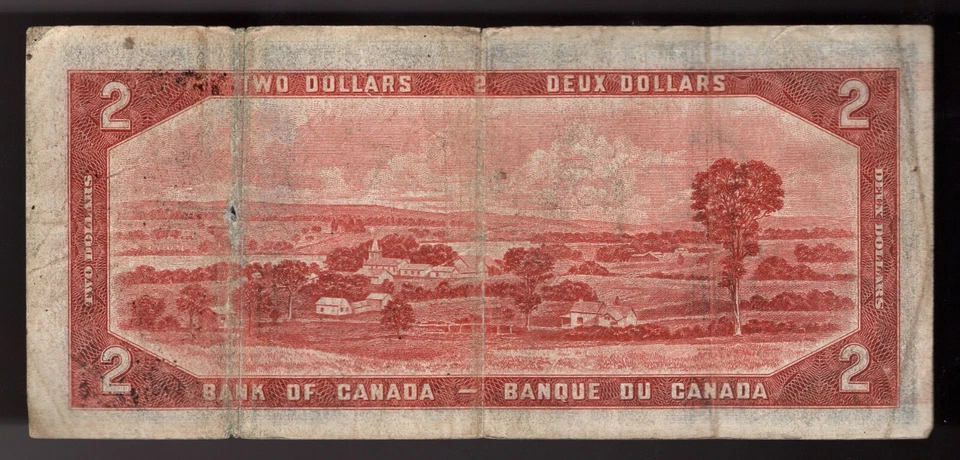 2 TWO DOLLARS 2 DEUX DOLLARS 2
TWO DOLLARS
DEUX DOLLARS
2 BANK OF CANADA — BANQUE DU CANADA 2